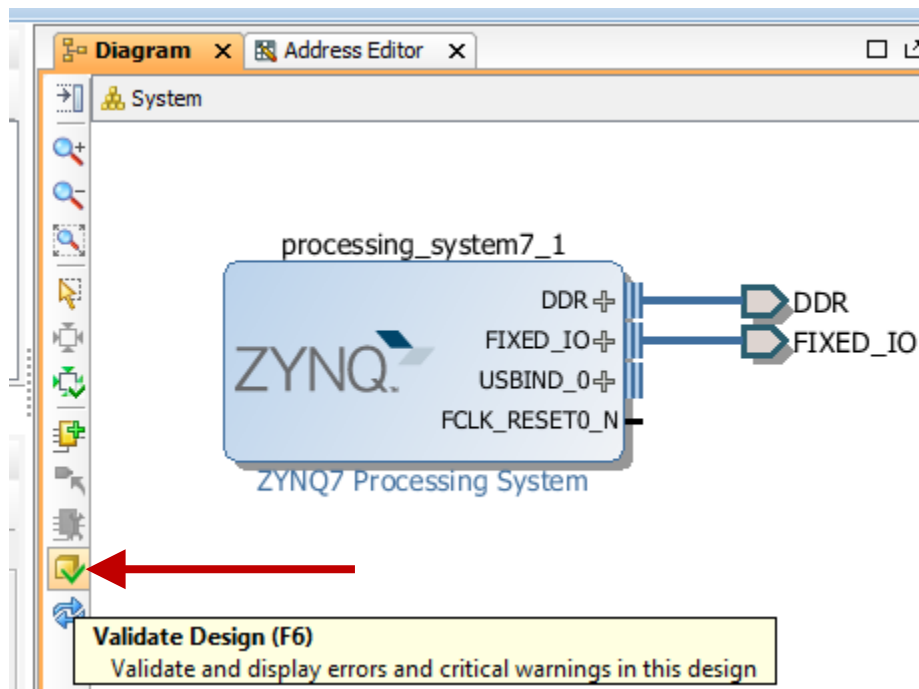 Diagram X Address Editor X
System
processing_system7_1
DDR
DDR
FIXED_IO
FIXED_IO
USBIND_0
FCLK_RESET0_N
ZYNQ
ZYNQ7 Processing System
Validate Design (F6)
Validate and display errors and critical warnings in this design